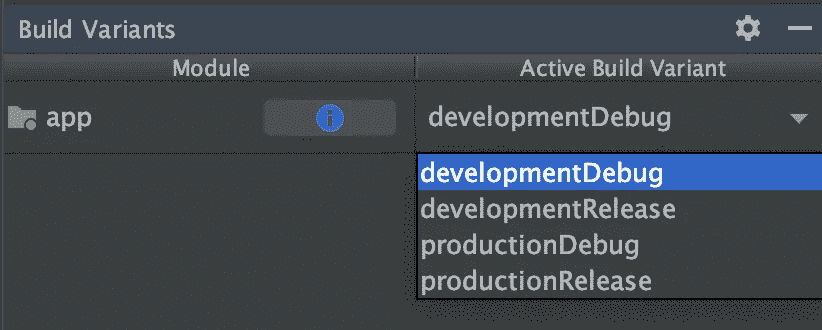 Build Variants
Module Active Build Variant
app developmentDebug
developmentDebug
developmentRelease
productionDebug
productionRelease